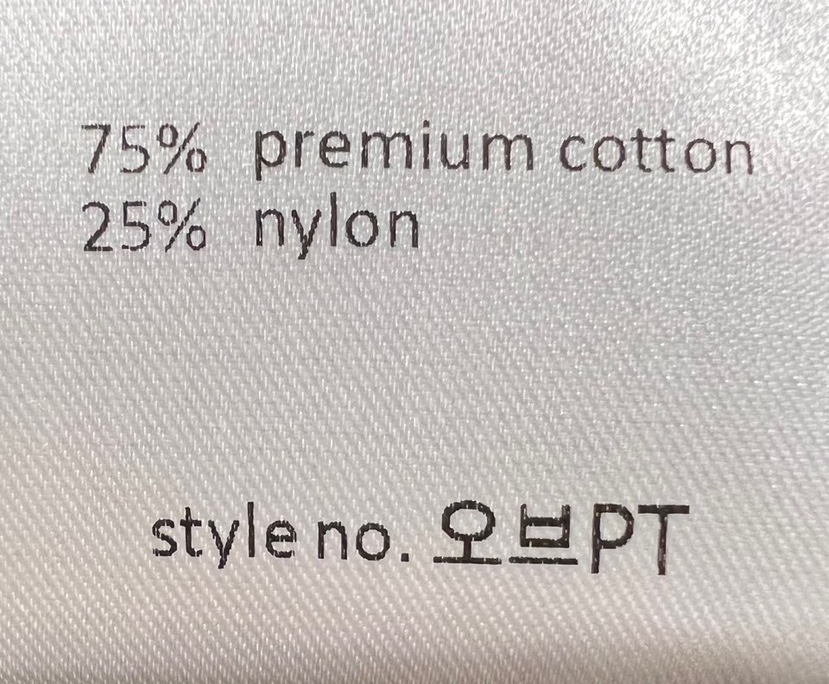 75% premium cotton
25% nylon
style no. 오브PT